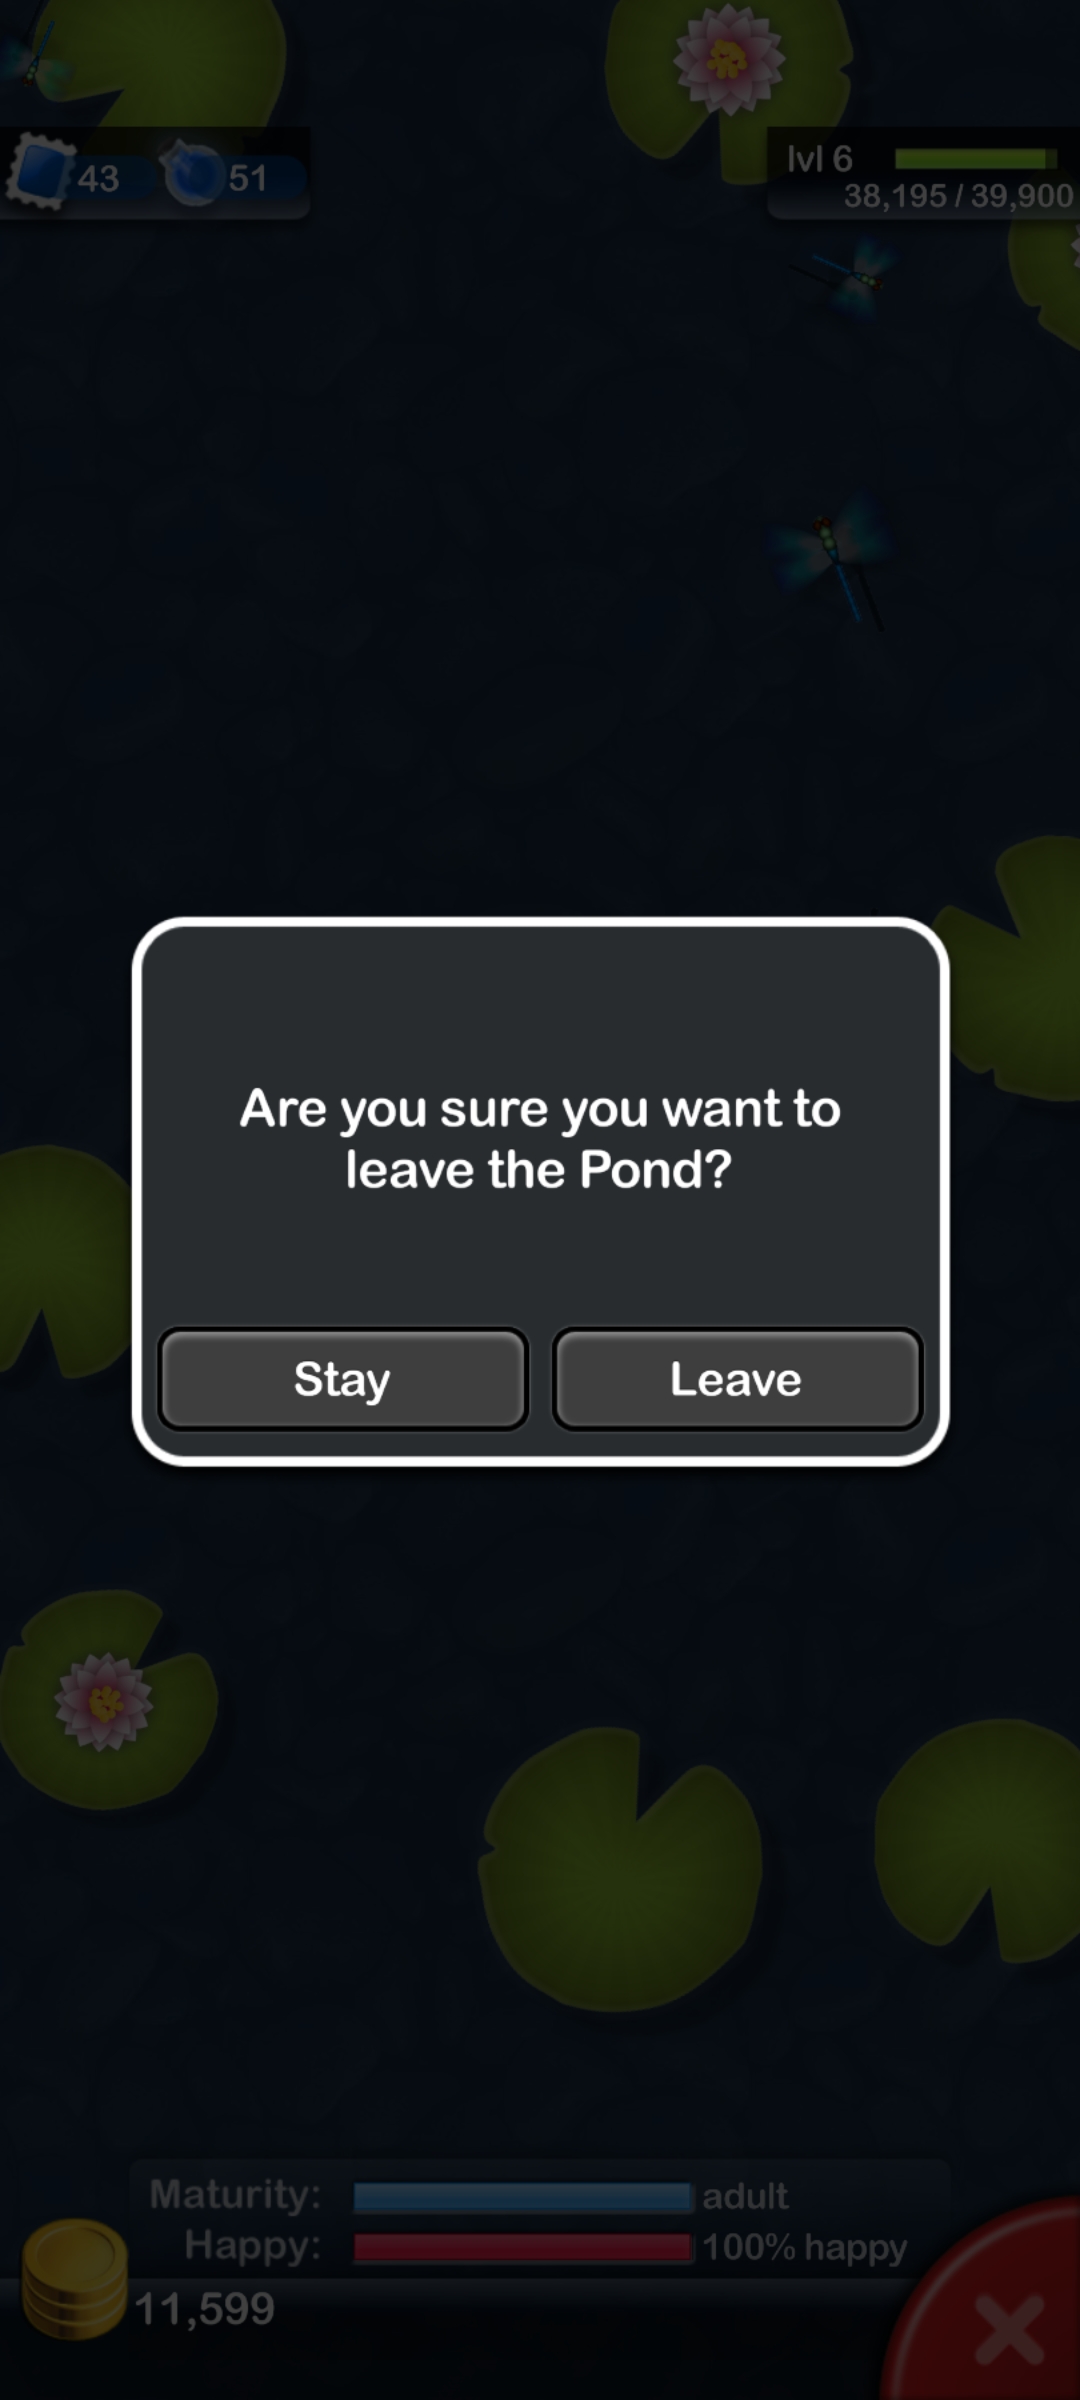 43
51
lvl 6
38,195 / 39,900
Are you sure you want to
leave the Pond?
Stay
Leave
Maturity:
adult
Happy:
100% happy
11,599